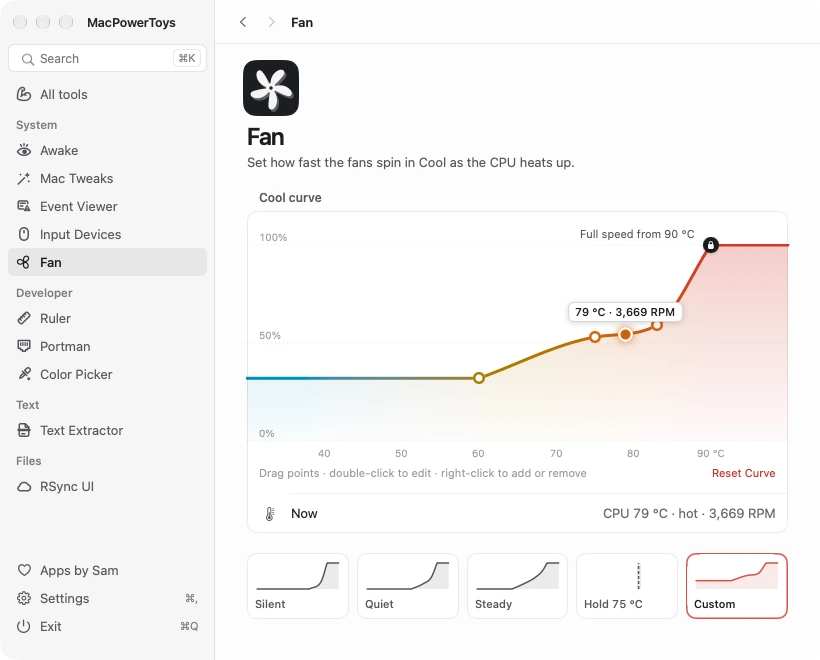 MacPowerToys
Search ⌘K
All tools
System
Awake
Mac Tweaks
Event Viewer
Input Devices
Fan
Developer
Ruler
Portman
Color Picker
Text
Text Extractor
Files
RSync UI
Apps by Sam
Settings ⌘,
Exit ⌘Q
Fan
Fan
Set how fast the fans spin in Cool as the CPU heats up.
Cool curve
100%
Full speed from 90 °C
79 °C · 3,669 RPM
50%
0%
40 50 60 70 80 90 °C
Drag points · double-click to edit · right-click to add or remove Reset Curve
Now CPU 79 °C · hot · 3,669 RPM
Silent Quiet Steady Hold 75 °C Custom